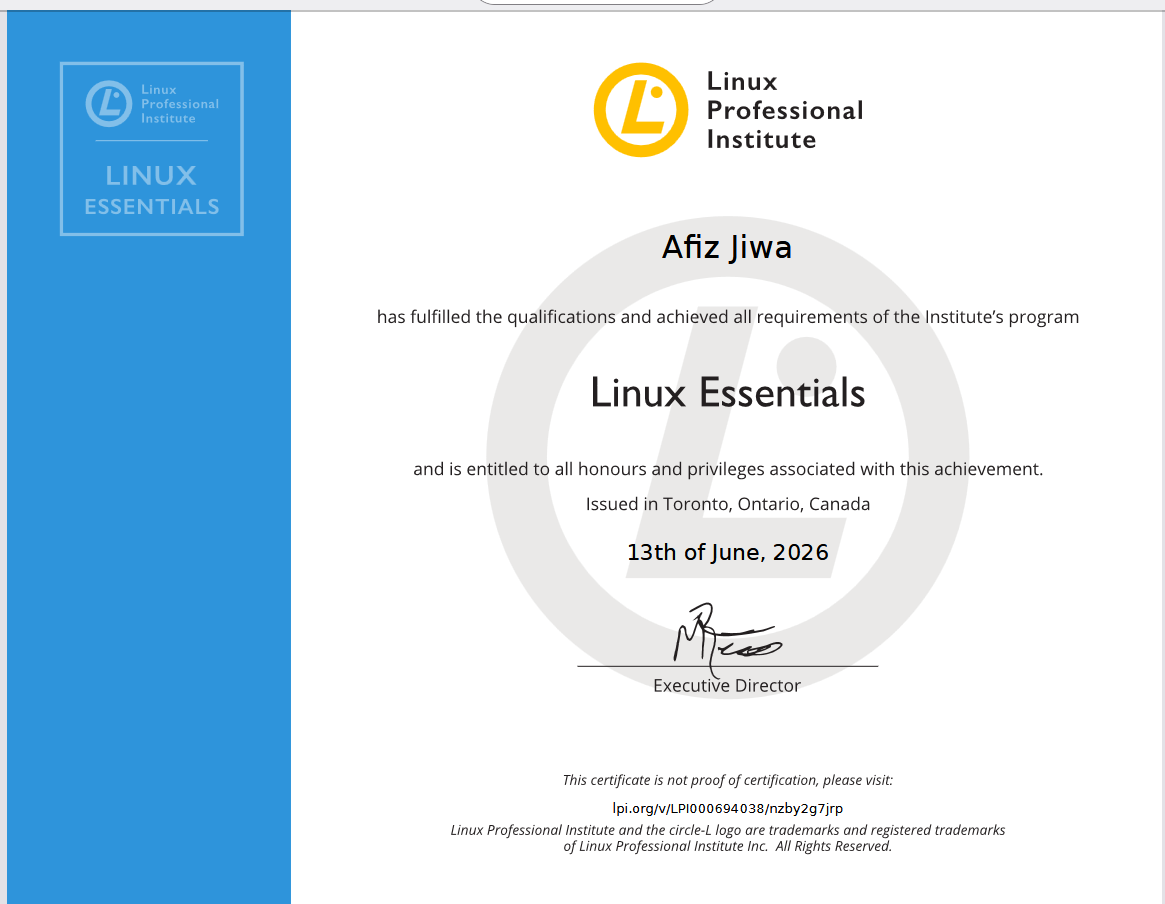 Linux
Professional
Institute
LINUX
ESSENTIALS
Linux
Professional
Institute
Afiz Jiwa
has fulfilled the qualifications and achieved all requirements of the Institute’s program
Linux Essentials
and is entitled to all honours and privileges associated with this achievement.
Issued in Toronto, Ontario, Canada
13th of June, 2026
Executive Director
This certificate is not proof of certification, please visit:
lpi.org/v/LPI000694038/nzby2g7jrp
Linux Professional Institute and the circle-L logo are trademarks and registered trademarks
of Linux Professional Institute Inc. All Rights Reserved.